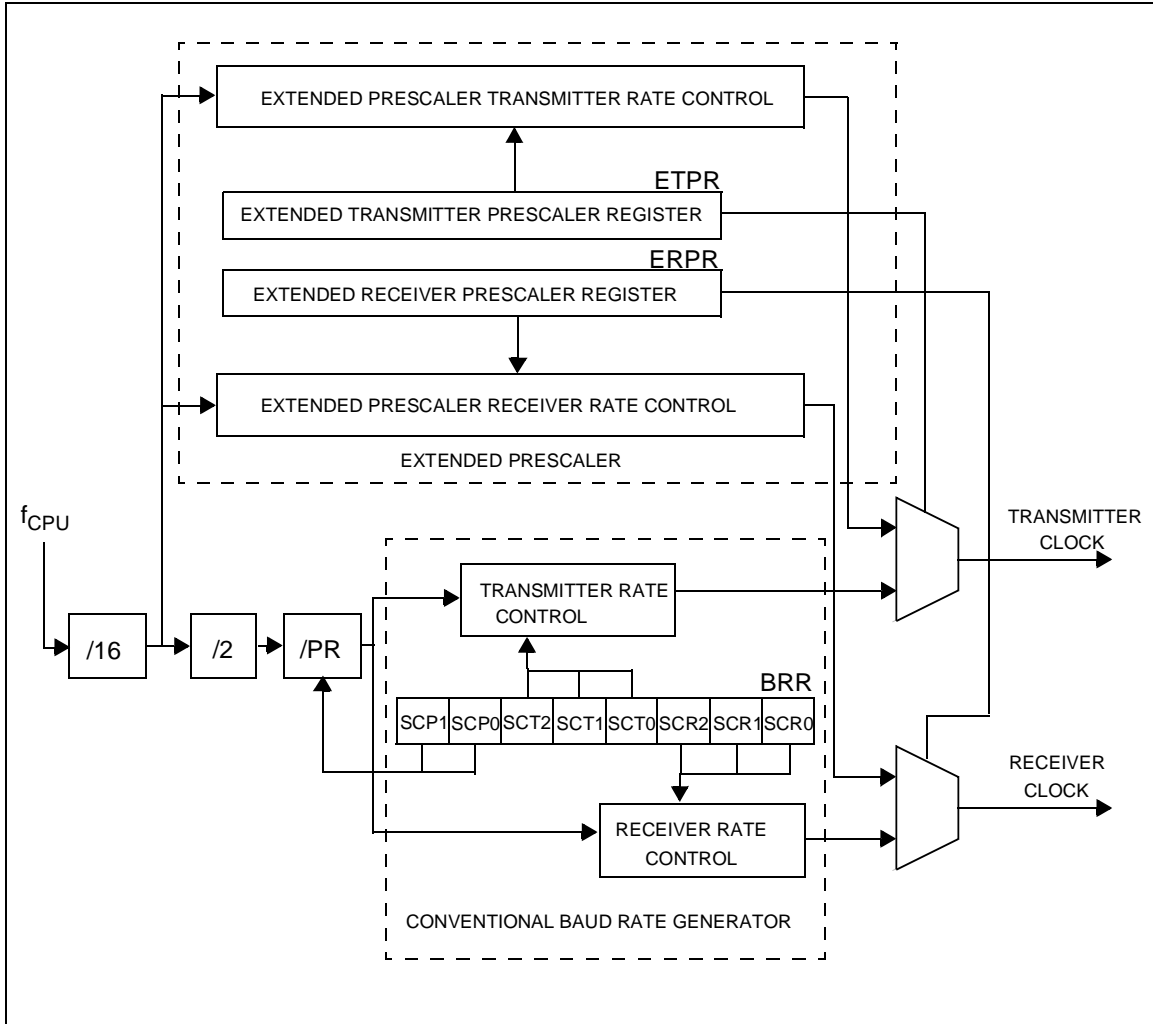 EXTENDED PRESCALER TRANSMITTER RATE CONTROL
ETPR
EXTENDED TRANSMITTER PRESCALER REGISTER
ERPR
EXTENDED RECEIVER PRESCALER REGISTER
EXTENDED PRESCALER RECEIVER RATE CONTROL
EXTENDED PRESCALER
fCPU
TRANSMITTER
CLOCK
TRANSMITTER RATE
CONTROL
/16
/2
/PR
BRR
SCP1 SCP0 SCT2 SCT1 SCT0 SCR2 SCR1 SCR0
RECEIVER
CLOCK
RECEIVER RATE
CONTROL
CONVENTIONAL BAUD RATE GENERATOR